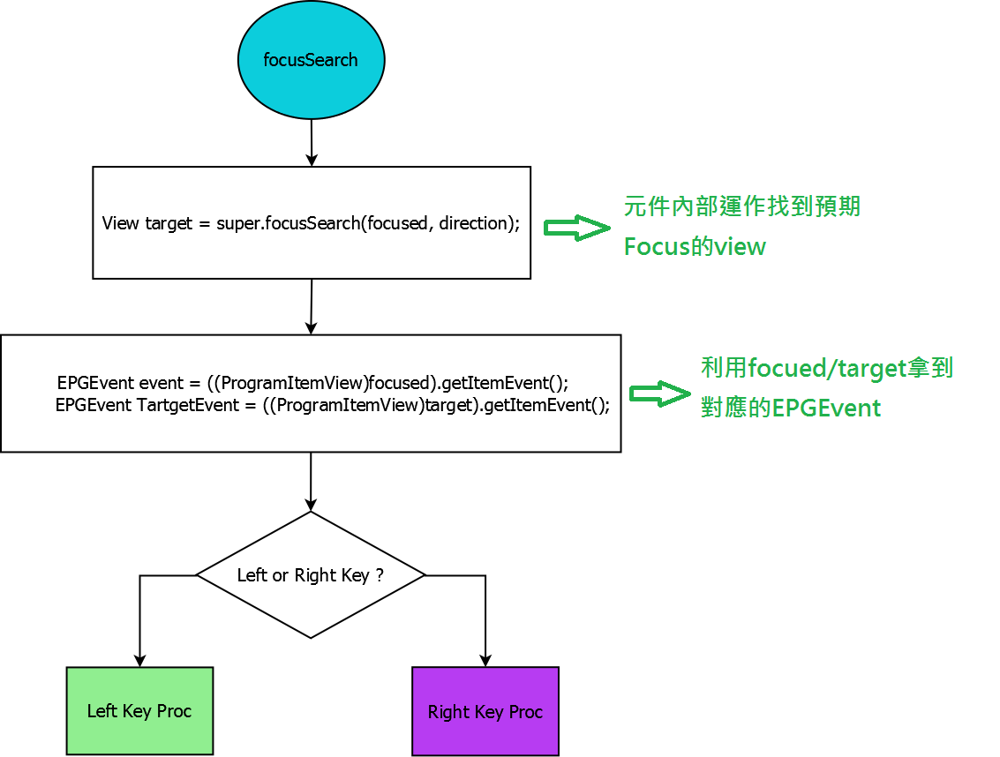 focusSearch
View target = super.focusSearch(focused, direction);
元件內部運作找到預期
Focus的view
EPGEvent event = ((ProgramItemView)focused).getItemEvent();
EPGEvent TartgetEvent = ((ProgramItemView)target).getItemEvent();
利用focued/target拿到
對應的EPGEvent
Left or Right Key ?
Left Key Proc
Right Key Proc